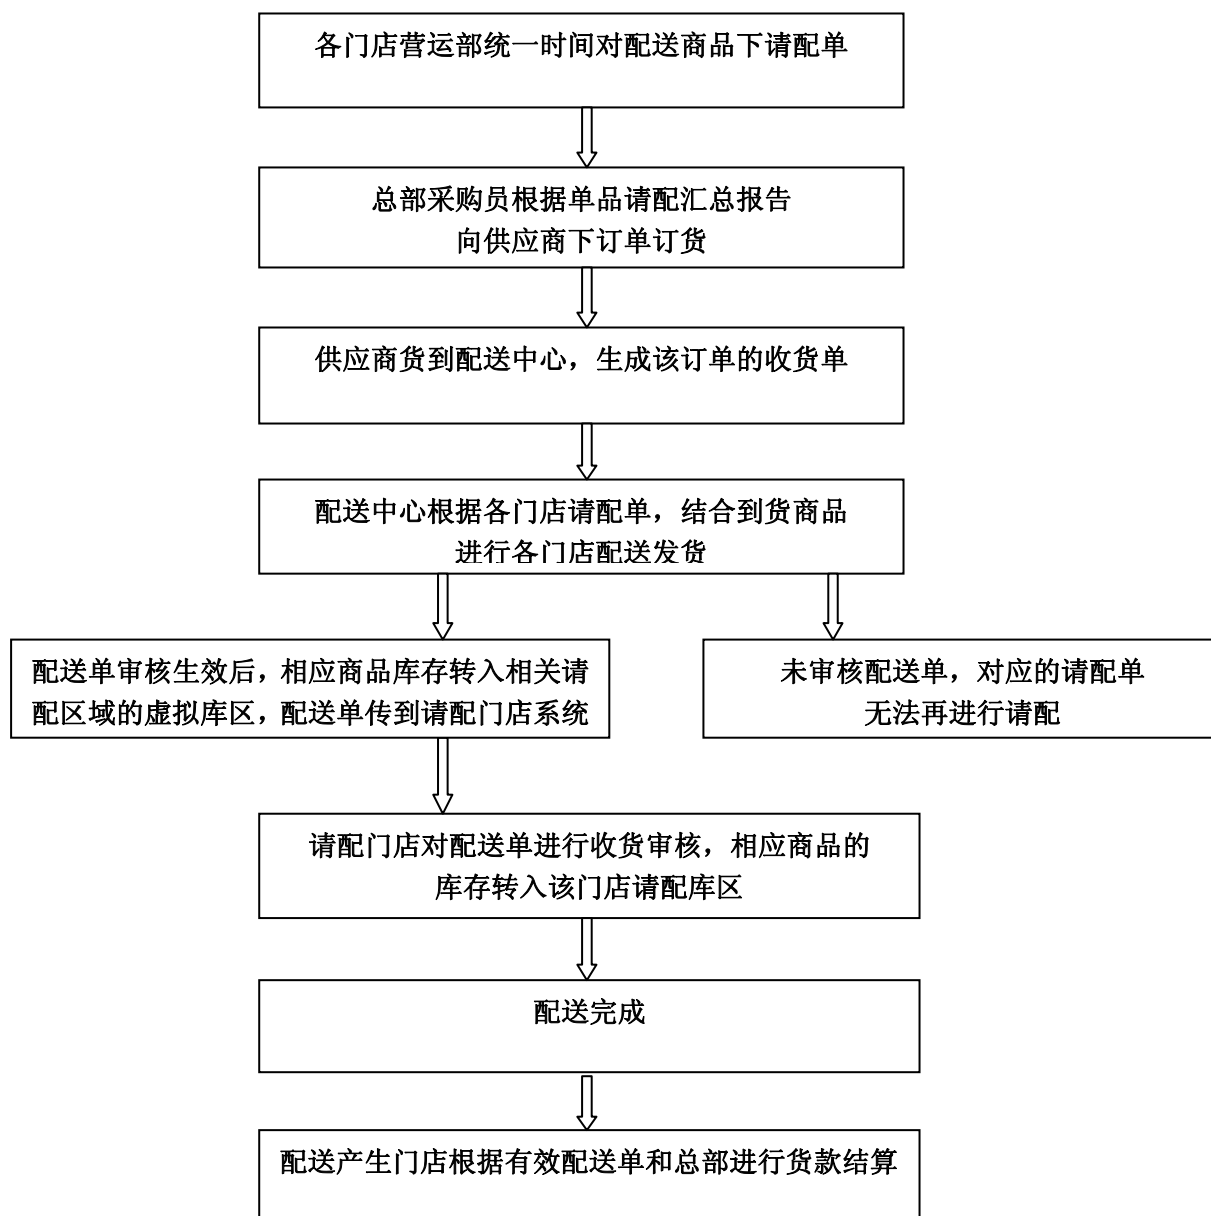 各门店营运部统一时间对配送商品下请配单
总部采购员根据单品请配汇总报告
向供应商下订单订货
供应商货到配送中心，生成该订单的收货单
配送中心根据各门店请配单，结合到货商品
进行各门店配送发货
配送单审核生效后，相应商品库存转入相关请
配区域的虚拟库区，配送单传到请配门店系统
未审核配送单，对应的请配单
无法再进行请配
请配门店对配送单进行收货审核，相应商品的
库存转入该门店请配库区
配送完成
配送产生门店根据有效配送单和总部进行货款结算